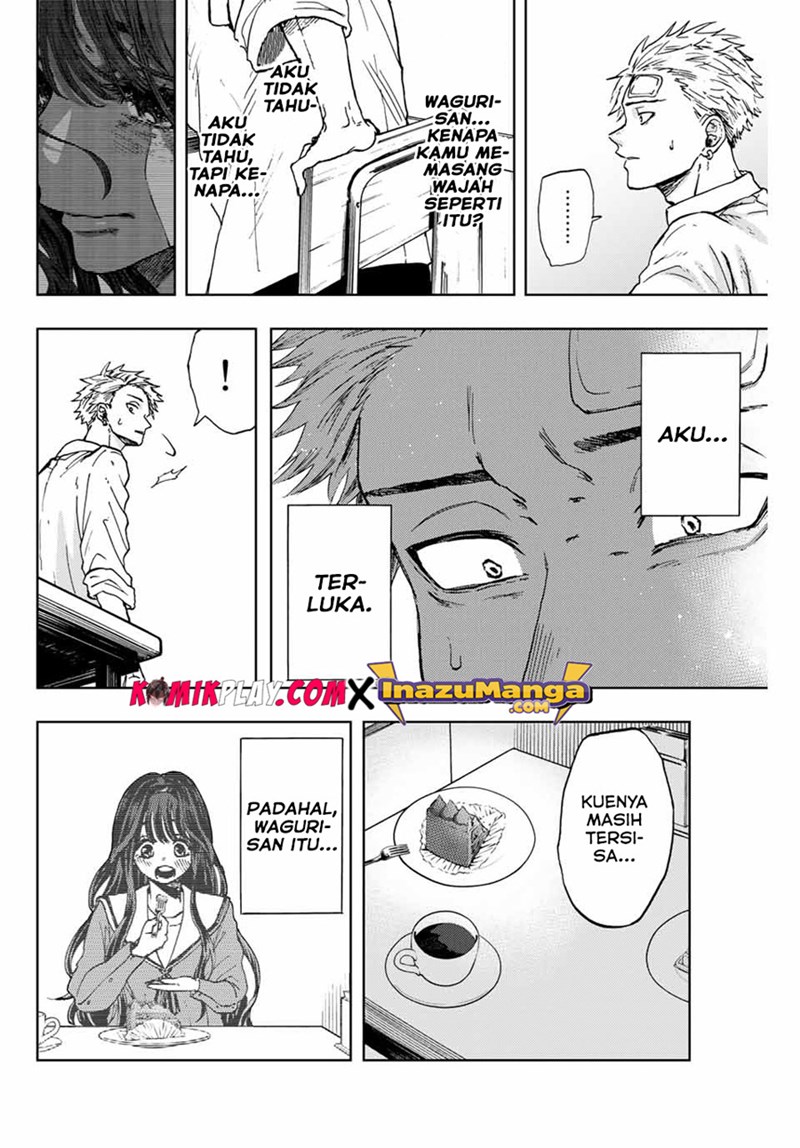 ………
WAGURI-
SAN...
KENAPA
KAMU ME-
MASANG
WAJAH
SEPERTI
ITU?
AKU
TIDAK
TAHU-
AKU
TIDAK
TAHU,
TAPI KE-
NAPA...
AKU...
TER-
LUKA.
!
KOMIKPLAY.COM X InazuManga
.COM
KUENYA
MASIH
TERSI-
SA...
PADAHAL,
WAGURI-
SAN ITU...